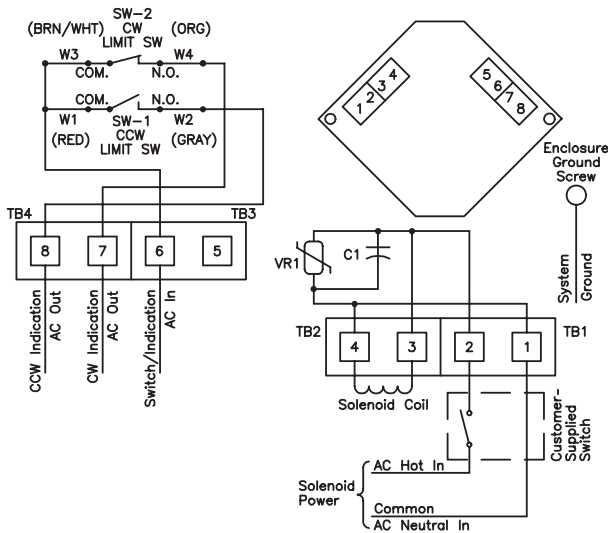 SW-2
(BRN/WHT) CW (ORG)
LIMIT SW
W3 W4
COM. N.O.
COM. N.O.
W1 W2
SW-1
(RED) CCW (GRAY)
LIMIT SW
TB4 TB3
8 7 6 5
CCW Indication
AC Out
CW Indication
AC Out
Switch/Indication
AC In
1 2 3 4
5 6 7 8
Enclosure
Ground
Screw
System
Ground
VR1
C1
TB2 TB1
4 3 2 1
Solenoid Coil
Customer-
Supplied
Switch
AC Hot In
Solenoid
Power
Common
AC Neutral In